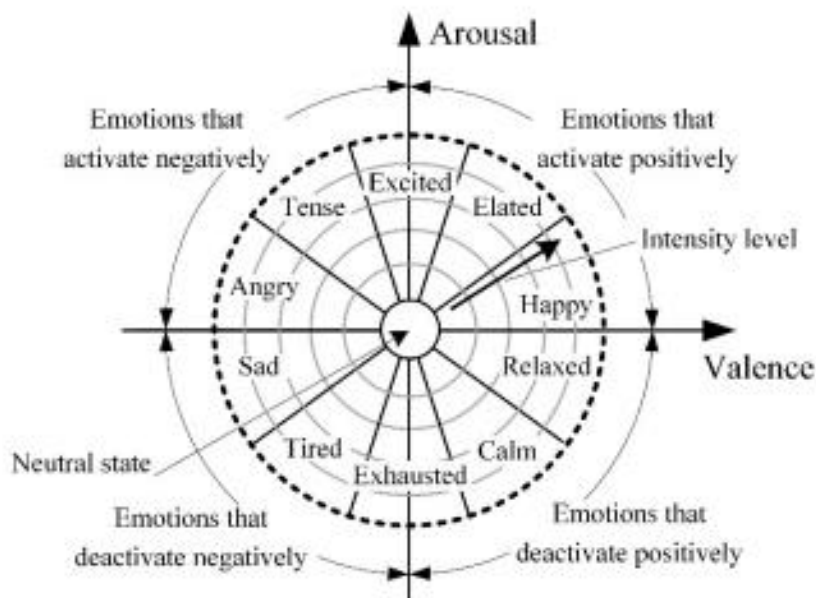 Arousal
Emotions that
activate negatively
Emotions that
activate positively
Excited
Tense
Elated
Intensity level
Angry
Happy
Valence
Sad
Relaxed
Neutral state
Tired
Calm
Exhausted
Emotions that
deactivate negatively
Emotions that
deactivate positively